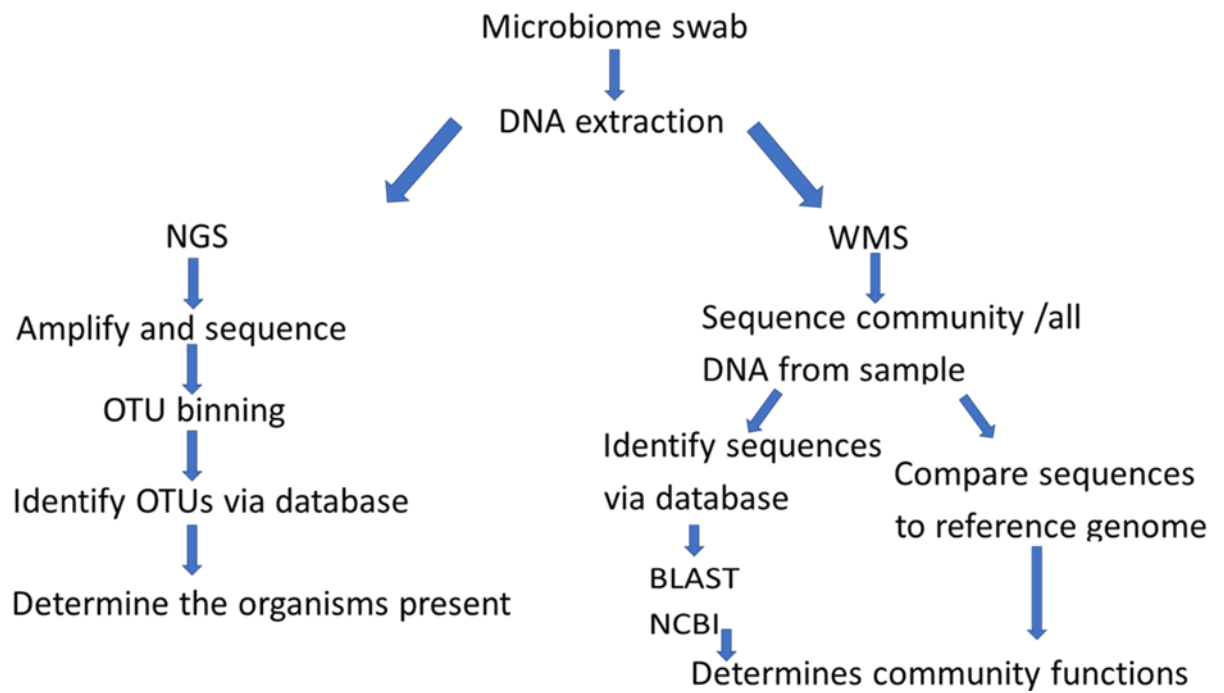 Microbiome swab
DNA extraction
NGS
Amplify and sequence
OTU binning
Identify OTUs via database
Determine the organisms present
WMS
Sequence community /all
DNA from sample
Identify sequences
via database
BLAST
NCBI
Compare sequences
to reference genome
Determines community functions